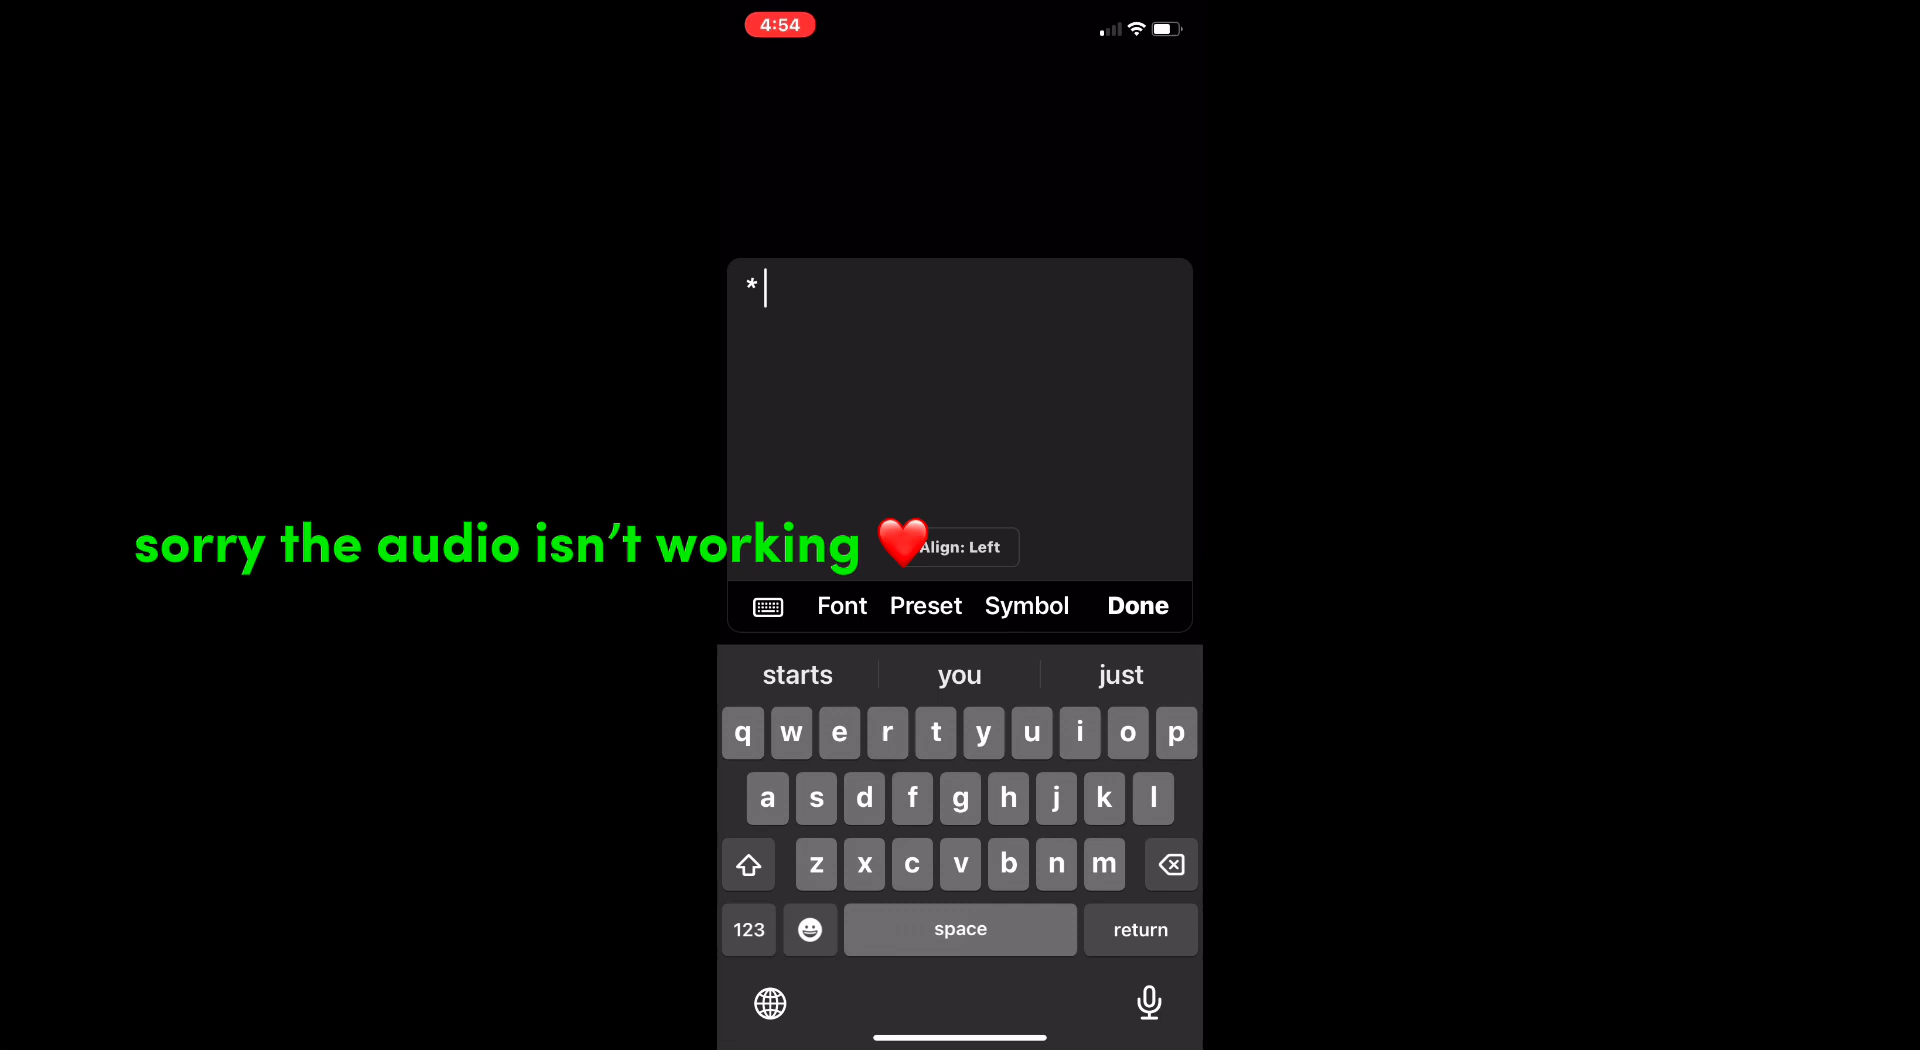 4:54
*
sorry the audio isn’t working ❤️
Align: Left
Font Preset Symbol Done
starts you just
q w e r t y u i o p
a s d f g h j k l
z x c v b n m
123 space return